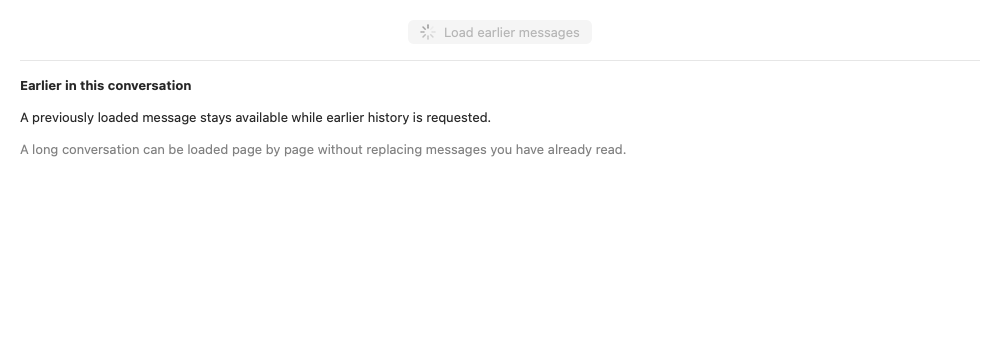 Load earlier messages
Earlier in this conversation
A previously loaded message stays available while earlier history is requested.
A long conversation can be loaded page by page without replacing messages you have already read.